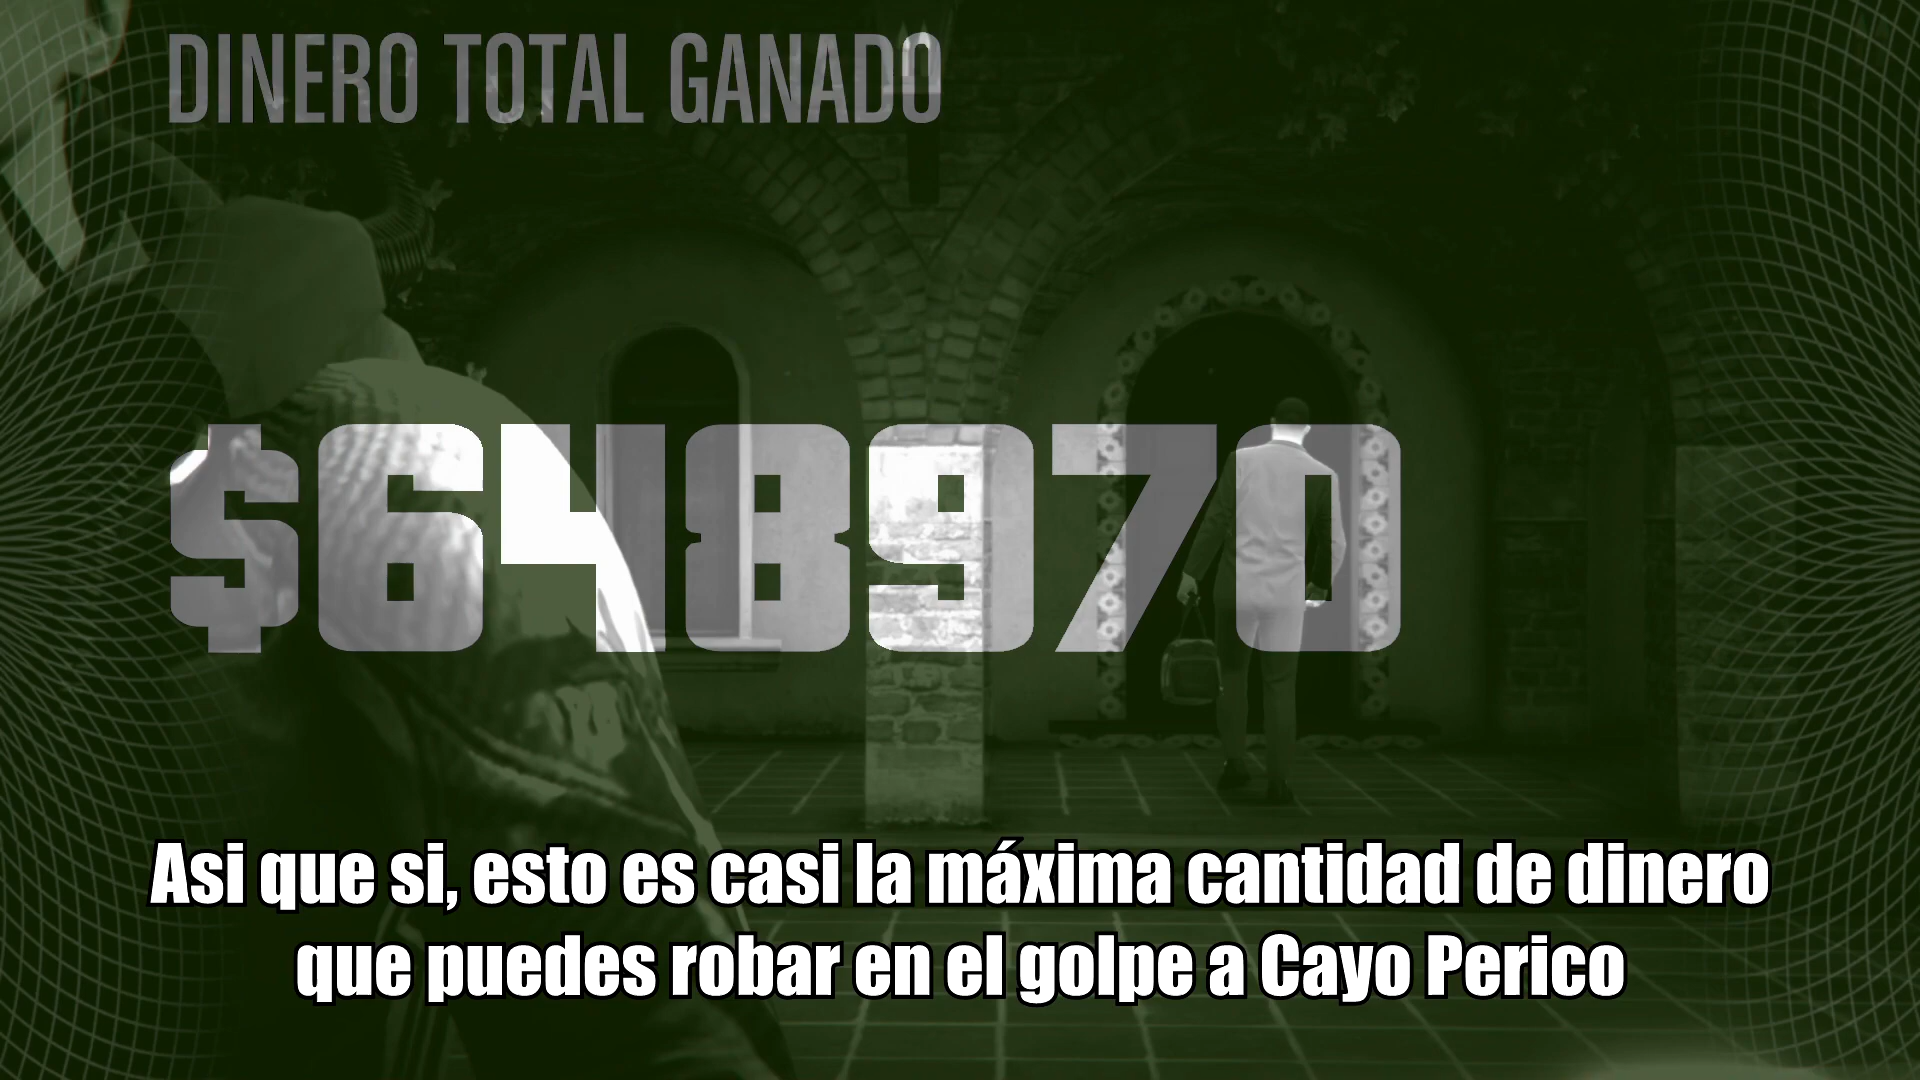 DINERO TOTAL GANADO
$648970
Asi que si, esto es casi la máxima cantidad de dinero
que puedes robar en el golpe a Cayo Perico